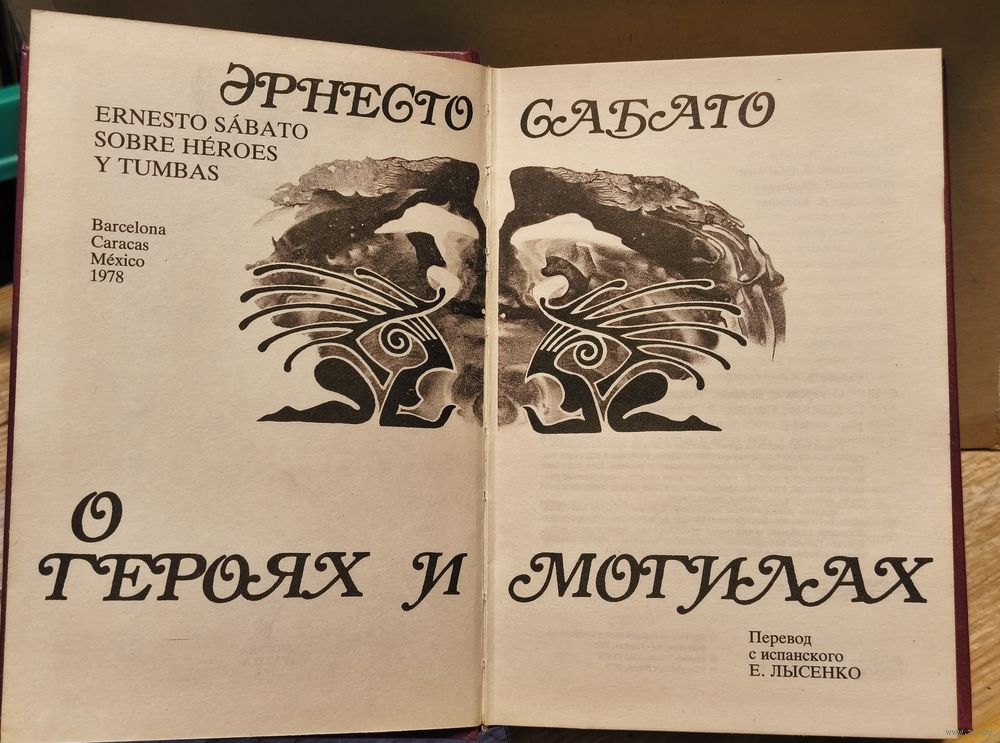 ЭРНЕСТО САБАТО
ERNESTO SÁBATO
SOBRE HÉROES
Y TUMBAS
Barcelona
Caracas
México
1978
О
ГЕРОЯХ И МОГИЛАХ
Перевод
с испанского
Е. ЛЫСЕНКО